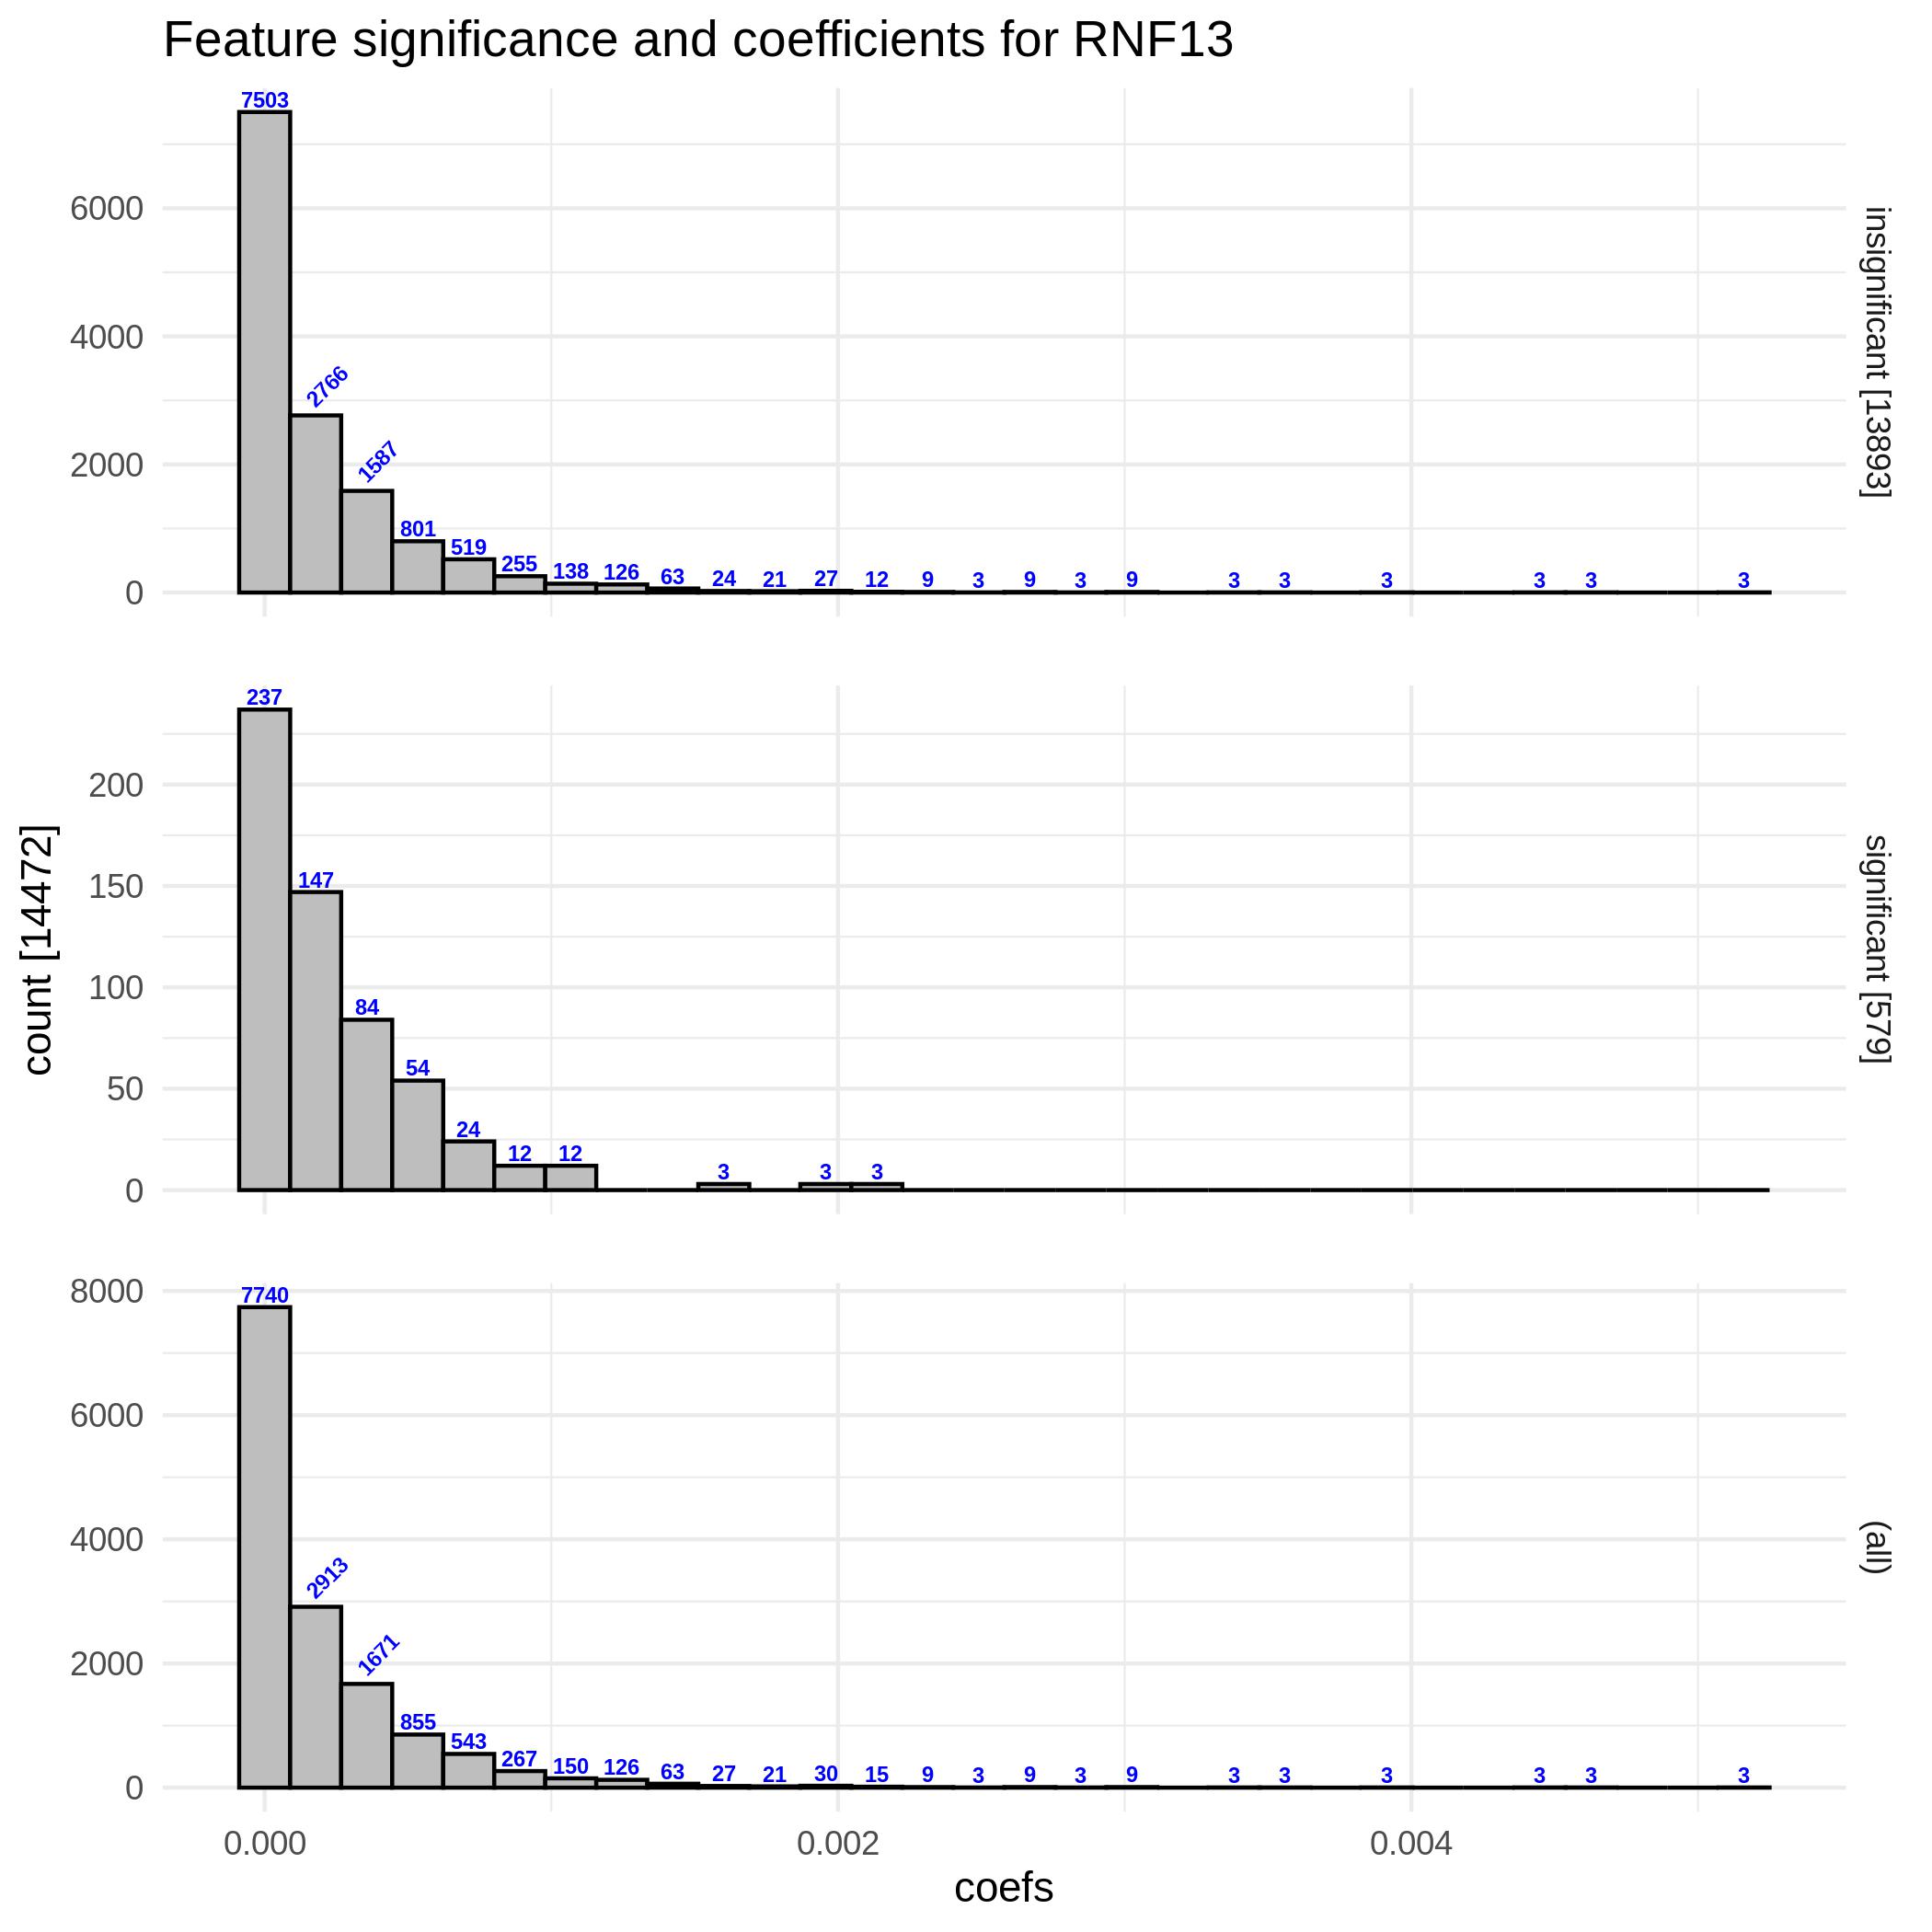 Feature significance and coefficients for RNF13
7503
2766
1587
801 519 255 138 126 63 24 21 27 12 9 3 9 3 9 3 3 3 3 3 3
6000
4000
2000
0
insignificant [13893]
237
147
84
54
24
12 12 3 3 3
200
150
100
50
0
significant [579]
count [14472]
7740
2913
1671
855 543 267 150 126 63 27 21 30 15 9 3 9 3 9 3 3 3 3 3 3
8000
6000
4000
2000
0
(all)
0.000 0.002 0.004
coefs